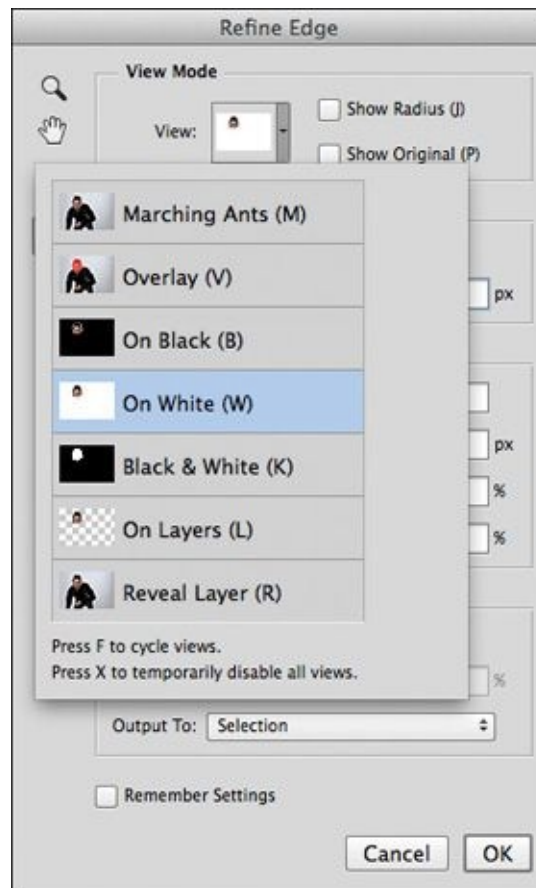 Refine Edge
View Mode
View:
Show Radius (J)
Show Original (P)
Marching Ants (M)
Overlay (V)
px
On Black (B)
On White (W)
px
Black & White (K)
%
On Layers (L)
%
Reveal Layer (R)
Press F to cycle views.
Press X to temporarily disable all views.
%
Output To: Selection
Remember Settings
Cancel OK